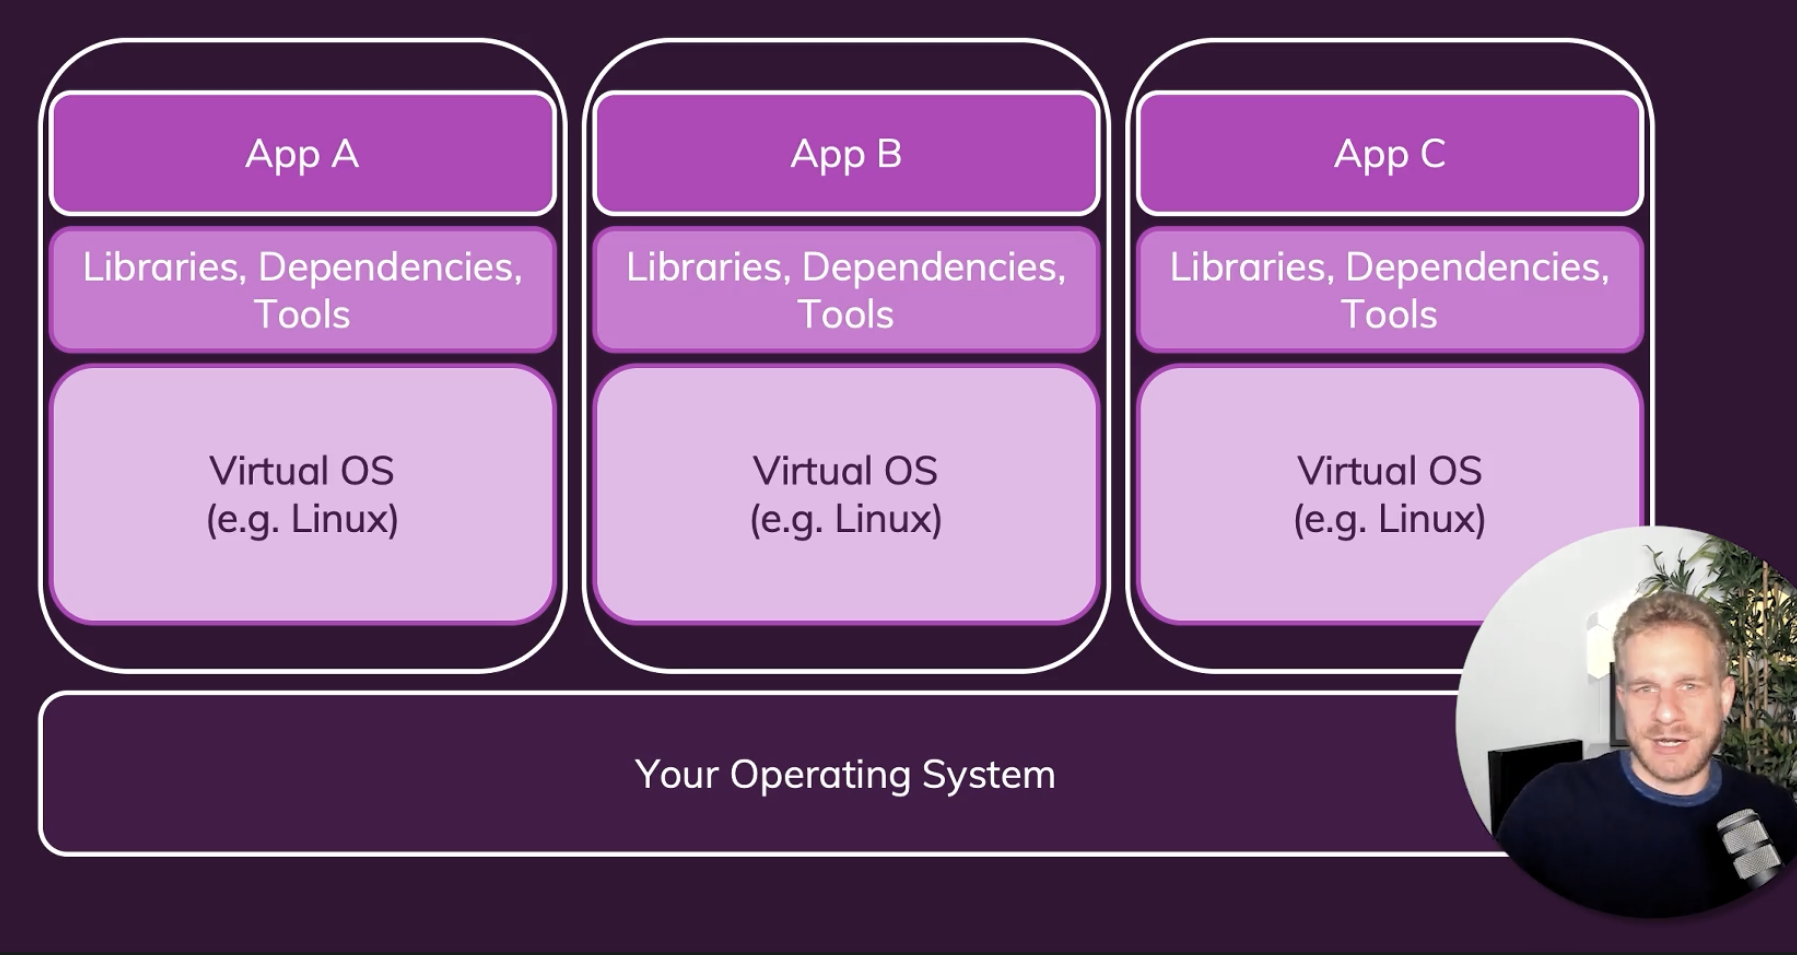 App A
App B
App C
Libraries, Dependencies,
Tools
Libraries, Dependencies,
Tools
Libraries, Dependencies,
Tools
Virtual OS
(e.g. Linux)
Virtual OS
(e.g. Linux)
Virtual OS
(e.g. Linux)
Your Operating System